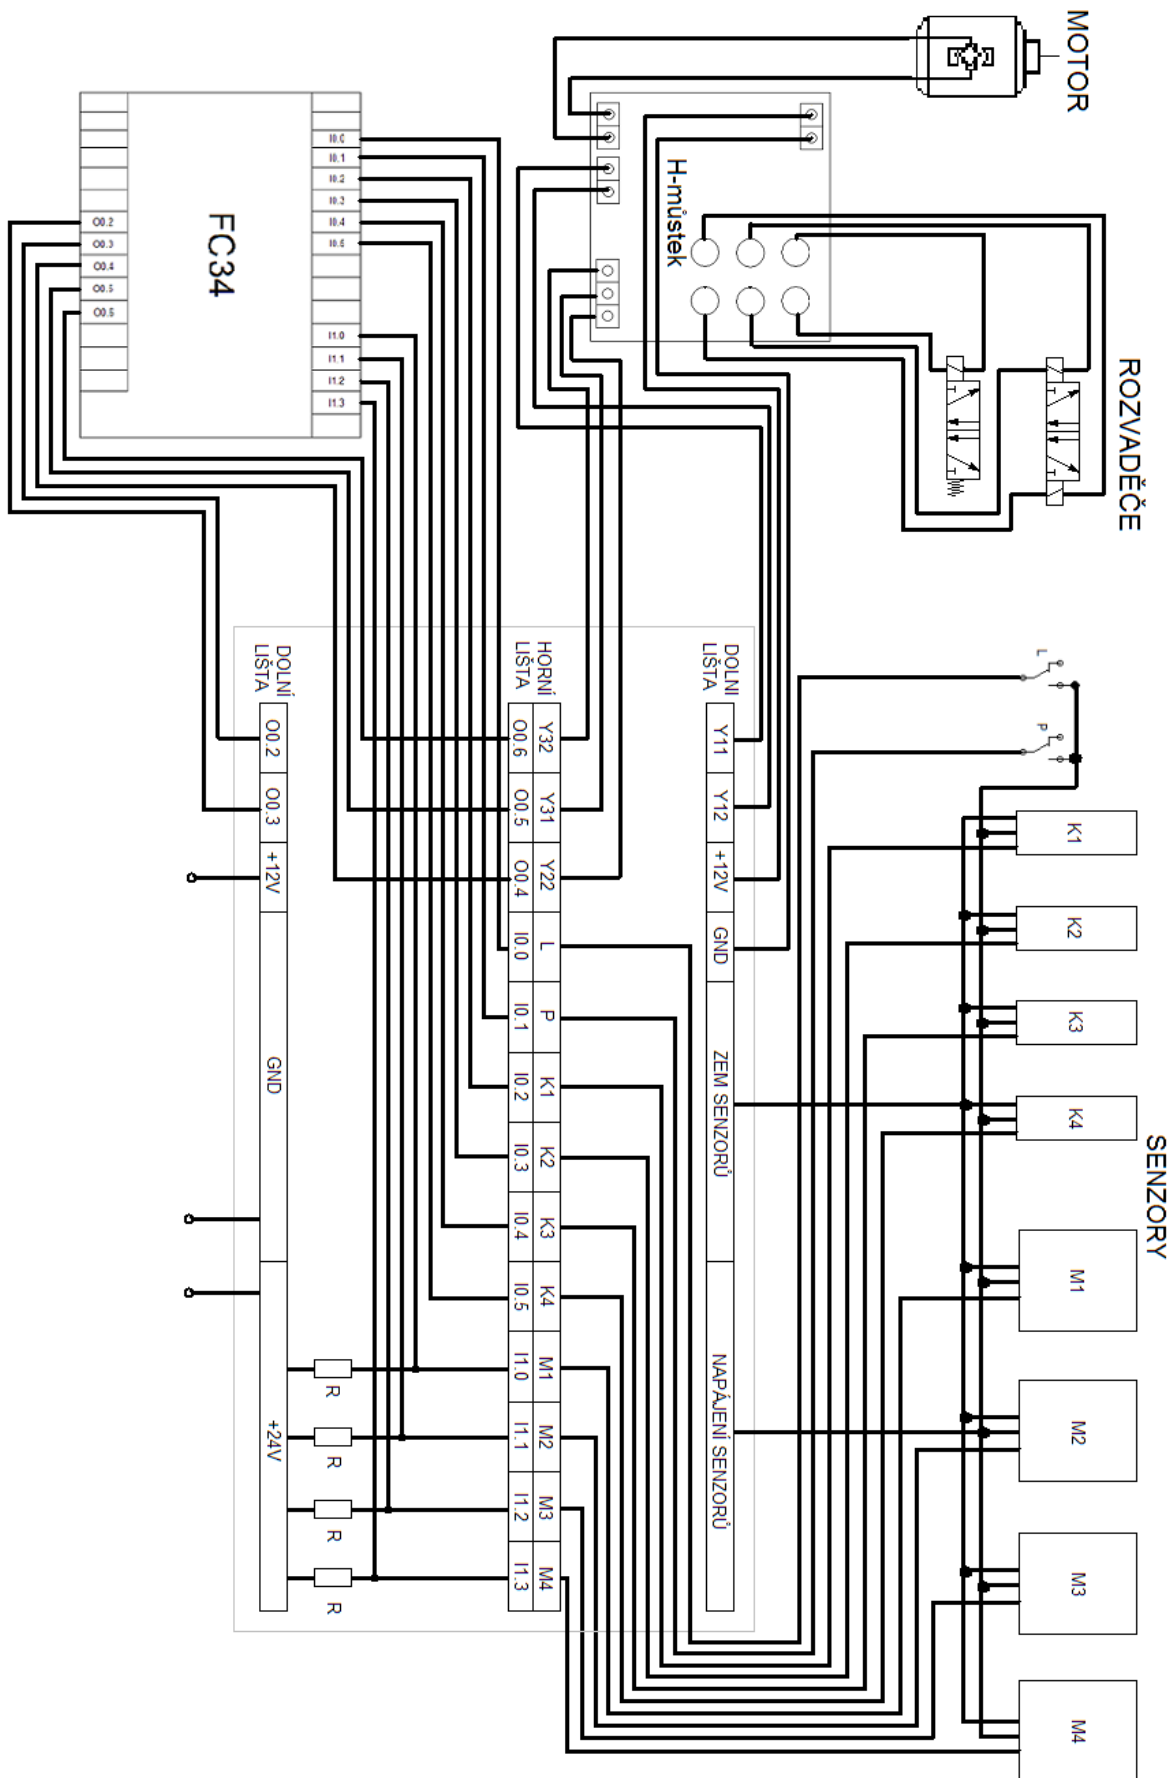 MOTOR
ROZVADĚČE
SENZORY
L
P
K1
K2
K3
K4
M1
M2
M3
M4
H-můstek
DOLNI
LIŠTA
Y11
Y12
+12V
GND
ZEM SENZORŮ
NAPÁJENÍ SENZORŮ
HORNÍ
LIŠTA
Y32
Y31
Y22
L
P
K1
K2
K3
K4
M1
M2
M3
M4
O0.6
O0.5
O0.4
I0.0
I0.1
I0.2
I0.3
I0.4
I0.5
I1.0
I1.1
I1.2
I1.3
R
R
R
R
DOLNÍ
LIŠTA
O0.2
O0.3
+12V
GND
+24V
FC34
I0.0
I0.1
I0.2
I0.3
I0.4
I0.5
I1.0
I1.1
I1.2
I1.3
O0.2
O0.3
O0.4
O0.5
O0.6